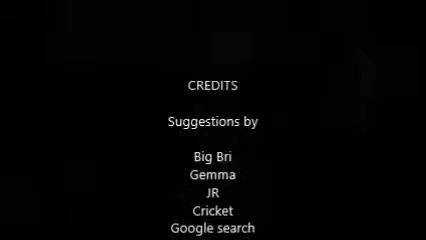 CREDITS
Suggestions by
Big Bri
Gemma
JR
Cricket
Google search